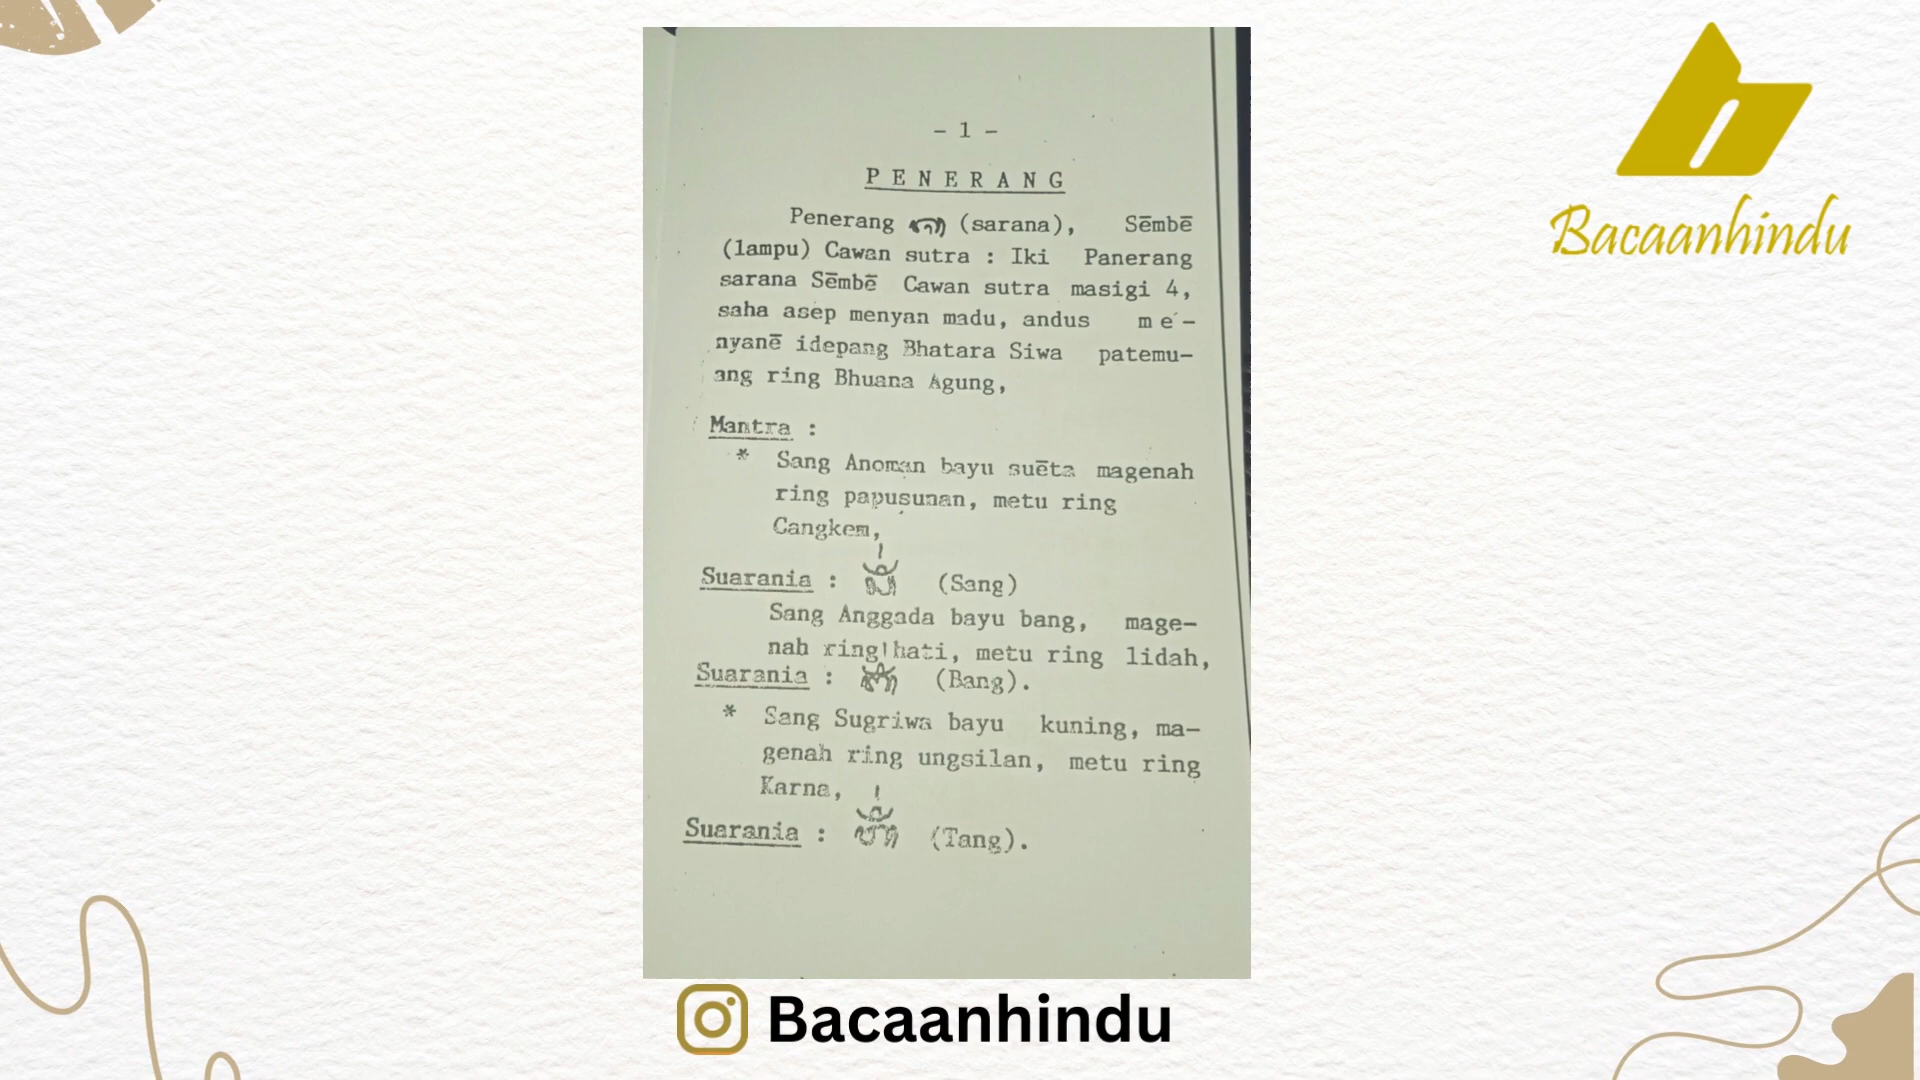 - 1 -
P E N E R A N G
Penerang (sarana), Sēmbē
(lampu) Cawan sutra : Iki Panerang
sarana Sēmbē Cawan sutra masigi 4,
saha asep menyan madu, andus me-
nyanē idepang Bhatara Siwa patemu-
ang ring Bhuana Agung,
Mantra :
* Sang Anoman bayu suēta magenah
ring papusunan, metu ring
Cangkem,
Suarania : (Sang)
Sang Anggada bayu bang, mage-
nah ring hati, metu ring lidah,
Suarania : (Bang).
* Sang Sugriwa bayu kuning, ma-
genah ring ungsilan, metu ring
Karna,
Suarania : (Tang).
Bacaanhindu
Bacaanhindu